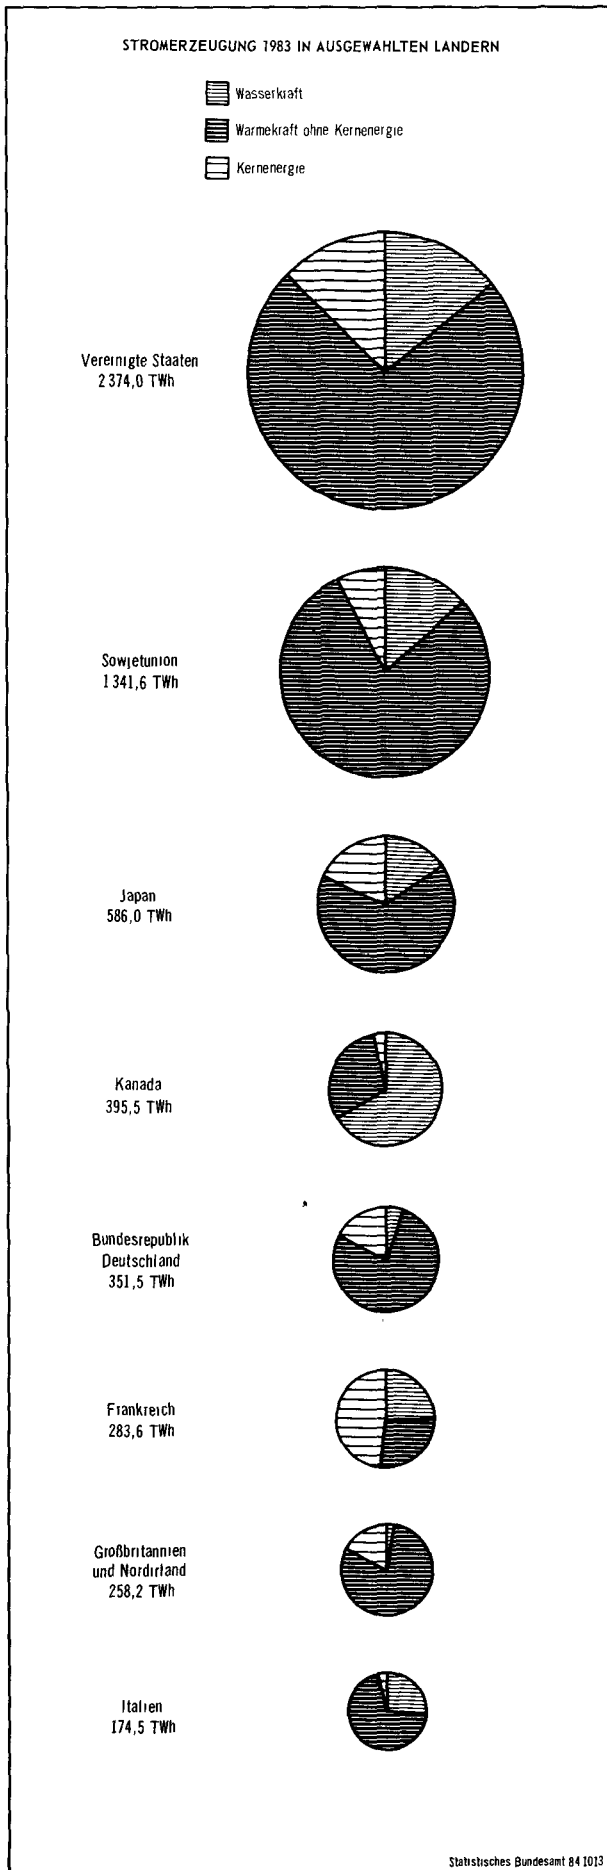 STROMERZEUGUNG 1983 IN AUSGEWAHLTEN LANDERN
Wasserkraft
Warmekraft ohne Kernenergie
Kernenergie
Vereinigte Staaten
2 374,0 TWh
Sowjetunion
1 341,6 TWh
Japan
586,0 TWh
Kanada
395,5 TWh
Bundesrepublik
Deutschland
351,5 TWh
Frankreich
283,6 TWh
Großbritannien
und Nordirland
258,2 TWh
Italien
174,5 TWh
Statistisches Bundesamt 84 1013